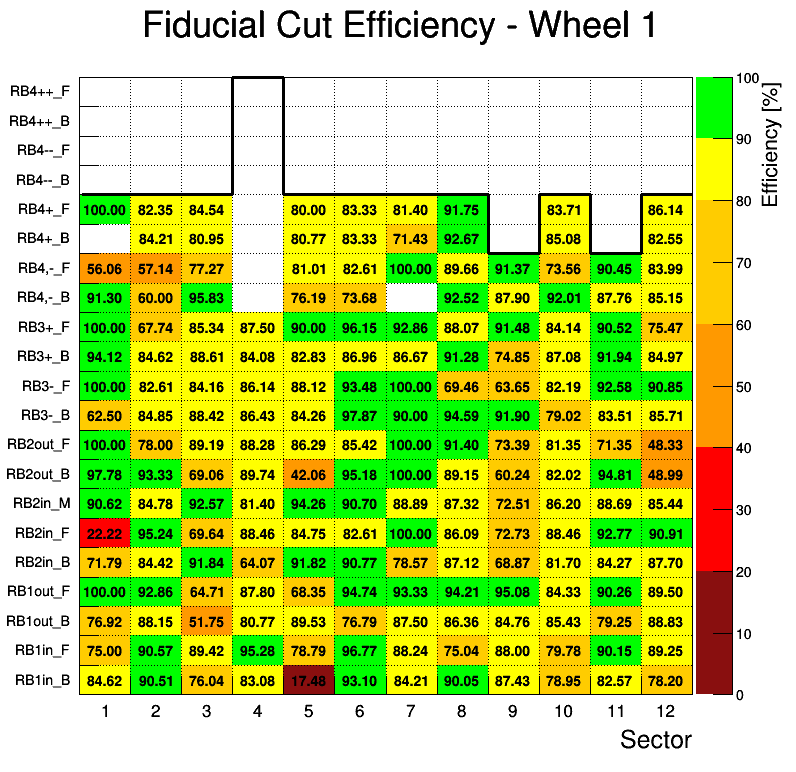 Fiducial Cut Efficiency - Wheel 1
RB4++_F
RB4++_B
RB4--_F
RB4--_B
RB4+_F 100.00 82.35 84.54 80.00 83.33 81.40 91.75 83.71 86.14
RB4+_B 84.21 80.95 80.77 83.33 71.43 92.67 85.08 82.55
RB4,-_F 56.06 57.14 77.27 81.01 82.61 100.00 89.66 91.37 73.56 90.45 83.99
RB4,-_B 91.30 60.00 95.83 76.19 73.68 92.52 87.90 92.01 87.76 85.15
RB3+_F 100.00 67.74 85.34 87.50 90.00 96.15 92.86 88.07 91.48 84.14 90.52 75.47
RB3+_B 94.12 84.62 88.61 84.08 82.83 86.96 86.67 91.28 74.85 87.08 91.94 84.97
RB3-_F 100.00 82.61 84.16 86.14 88.12 93.48 100.00 69.46 63.65 82.19 92.58 90.85
RB3-_B 62.50 84.85 88.42 86.43 84.26 97.87 90.00 94.59 91.90 79.02 83.51 85.71
RB2out_F 100.00 78.00 89.19 88.28 86.29 85.42 100.00 91.40 73.39 81.35 71.35 48.33
RB2out_B 97.78 93.33 69.06 89.74 42.06 95.18 100.00 89.15 60.24 82.02 94.81 48.99
RB2in_M 90.62 84.78 92.57 81.40 94.26 90.70 88.89 87.32 72.51 86.20 88.69 85.44
RB2in_F 22.22 95.24 69.64 88.46 84.75 82.61 100.00 86.09 72.73 88.46 92.77 90.91
RB2in_B 71.79 84.42 91.84 64.07 91.82 90.77 78.57 87.12 68.87 81.70 84.27 87.70
RB1out_F 100.00 92.86 64.71 87.80 68.35 94.74 93.33 94.21 95.08 84.33 90.26 89.50
RB1out_B 76.92 88.15 51.75 80.77 89.53 76.79 87.50 86.36 84.76 85.43 79.25 88.83
RB1in_F 75.00 90.57 89.42 95.28 78.79 96.77 88.24 75.04 88.00 79.78 90.15 89.25
RB1in_B 84.62 90.51 76.04 83.08 17.48 93.10 84.21 90.05 87.43 78.95 82.57 78.20
1 2 3 4 5 6 7 8 9 10 11 12
Sector
100
90
80
70
60
50
40
30
20
10
0
Efficiency [%]